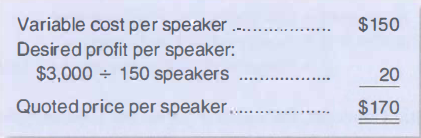 Variable cost per speaker .................. $150
Desired profit per speaker:
$3,000 ÷ 150 speakers .................. 20
Quoted price per speaker .................. $170